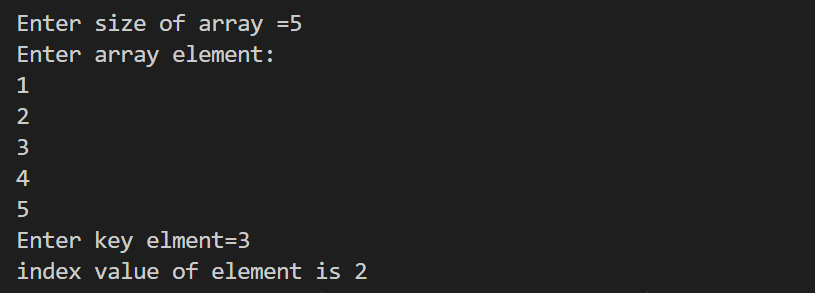 Enter size of array =5
Enter array element:
1
2
3
4
5
Enter key elment=3
index value of element is 2